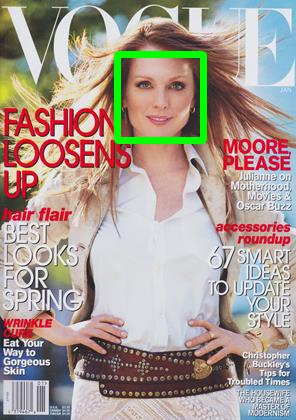 VOGUE
JAN
FASHION
LOOSENS
UP
MOORE,
PLEASE
Julianne on
Motherhood,
Movies &
Oscar Buzz
hair flair
BEST
LOOKS
FOR
SPRING
accessories
roundup
67 SMART
IDEAS
TO UPDATE
YOUR
STYLE
WRINKLE
CURE
Eat Your
Way to
Gorgeous
Skin
Christopher
Buckley's
Tips for
Troubled Times
THE HOUSEWIFE
WHO BECAME A
MASTER OF
MODERNISM